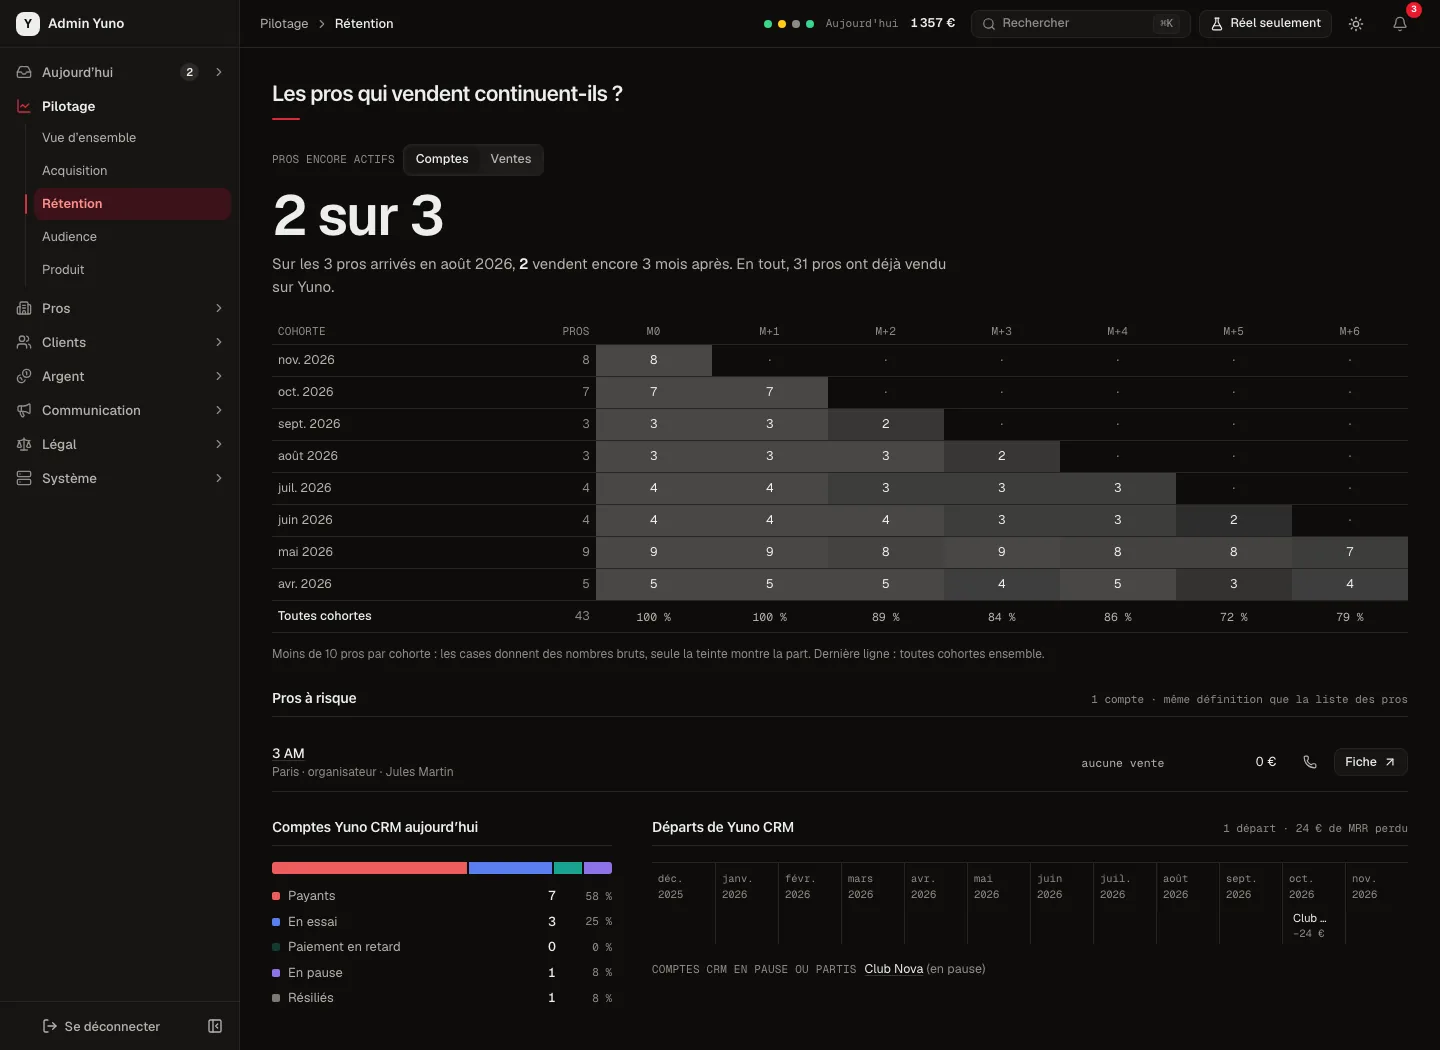 Y Admin Yuno
Pilotage > Rétention
Aujourd'hui 1 357 €
Rechercher ⌘K
Réel seulement
3
Aujourd'hui 2
Pilotage
Vue d'ensemble
Acquisition
Rétention
Audience
Produit
Pros
Clients
Argent
Communication
Légal
Système
Se déconnecter
Les pros qui vendent continuent-ils ?
PROS ENCORE ACTIFS Comptes Ventes
2 sur 3
Sur les 3 pros arrivés en août 2026, 2 vendent encore 3 mois après. En tout, 31 pros ont déjà vendu
sur Yuno.
COHORTE PROS M0 M+1 M+2 M+3 M+4 M+5 M+6
nov. 2026 8 8 · · · · · ·
oct. 2026 7 7 7 · · · · ·
sept. 2026 3 3 3 2 · · · ·
août 2026 3 3 3 3 2 · · ·
juil. 2026 4 4 4 3 3 3 · ·
juin 2026 4 4 4 4 3 3 2 ·
mai 2026 9 9 9 8 9 8 8 7
avr. 2026 5 5 5 5 4 5 3 4
Toutes cohortes 43 100 % 100 % 89 % 84 % 86 % 72 % 79 %
Moins de 10 pros par cohorte : les cases donnent des nombres bruts, seule la teinte montre la part. Dernière ligne : toutes cohortes ensemble.
Pros à risque 1 compte · même définition que la liste des pros
3 AM
Paris · organisateur · Jules Martin
aucune vente 0 € Fiche
Comptes Yuno CRM aujourd'hui
Payants 7 58 %
En essai 3 25 %
Paiement en retard 0 0 %
En pause 1 8 %
Résiliés 1 8 %
Départs de Yuno CRM 1 départ · 24 € de MRR perdu
déc. janv. févr. mars avr. mai juin juil. août sept. oct. nov.
2025 2026 2026 2026 2026 2026 2026 2026 2026 2026 2026 2026
Club …
−24 €
COMPTES CRM EN PAUSE OU PARTIS Club Nova (en pause)